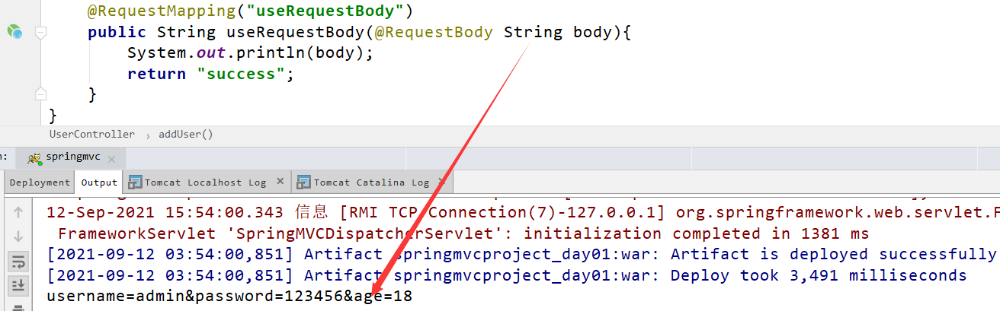 @RequestMapping("useRequestBody")
public String useRequestBody(@RequestBody String body){
System.out.println(body);
return "success";
}
}
UserController › addUser()
n: springmvc
Deployment Output Tomcat Localhost Log Tomcat Catalina Log
12-Sep-2021 15:54:00.343 信息 [RMI TCP Connection(7)-127.0.0.1] org.springframework.web.servlet.F
FrameworkServlet 'SpringMVCDispatcherServlet': initialization completed in 1381 ms
[2021-09-12 03:54:00,851] Artifact springmvcproject_day01:war: Artifact is deployed successfully
[2021-09-12 03:54:00,851] Artifact springmvcproject_day01:war: Deploy took 3,491 milliseconds
username=admin&password=123456&age=18